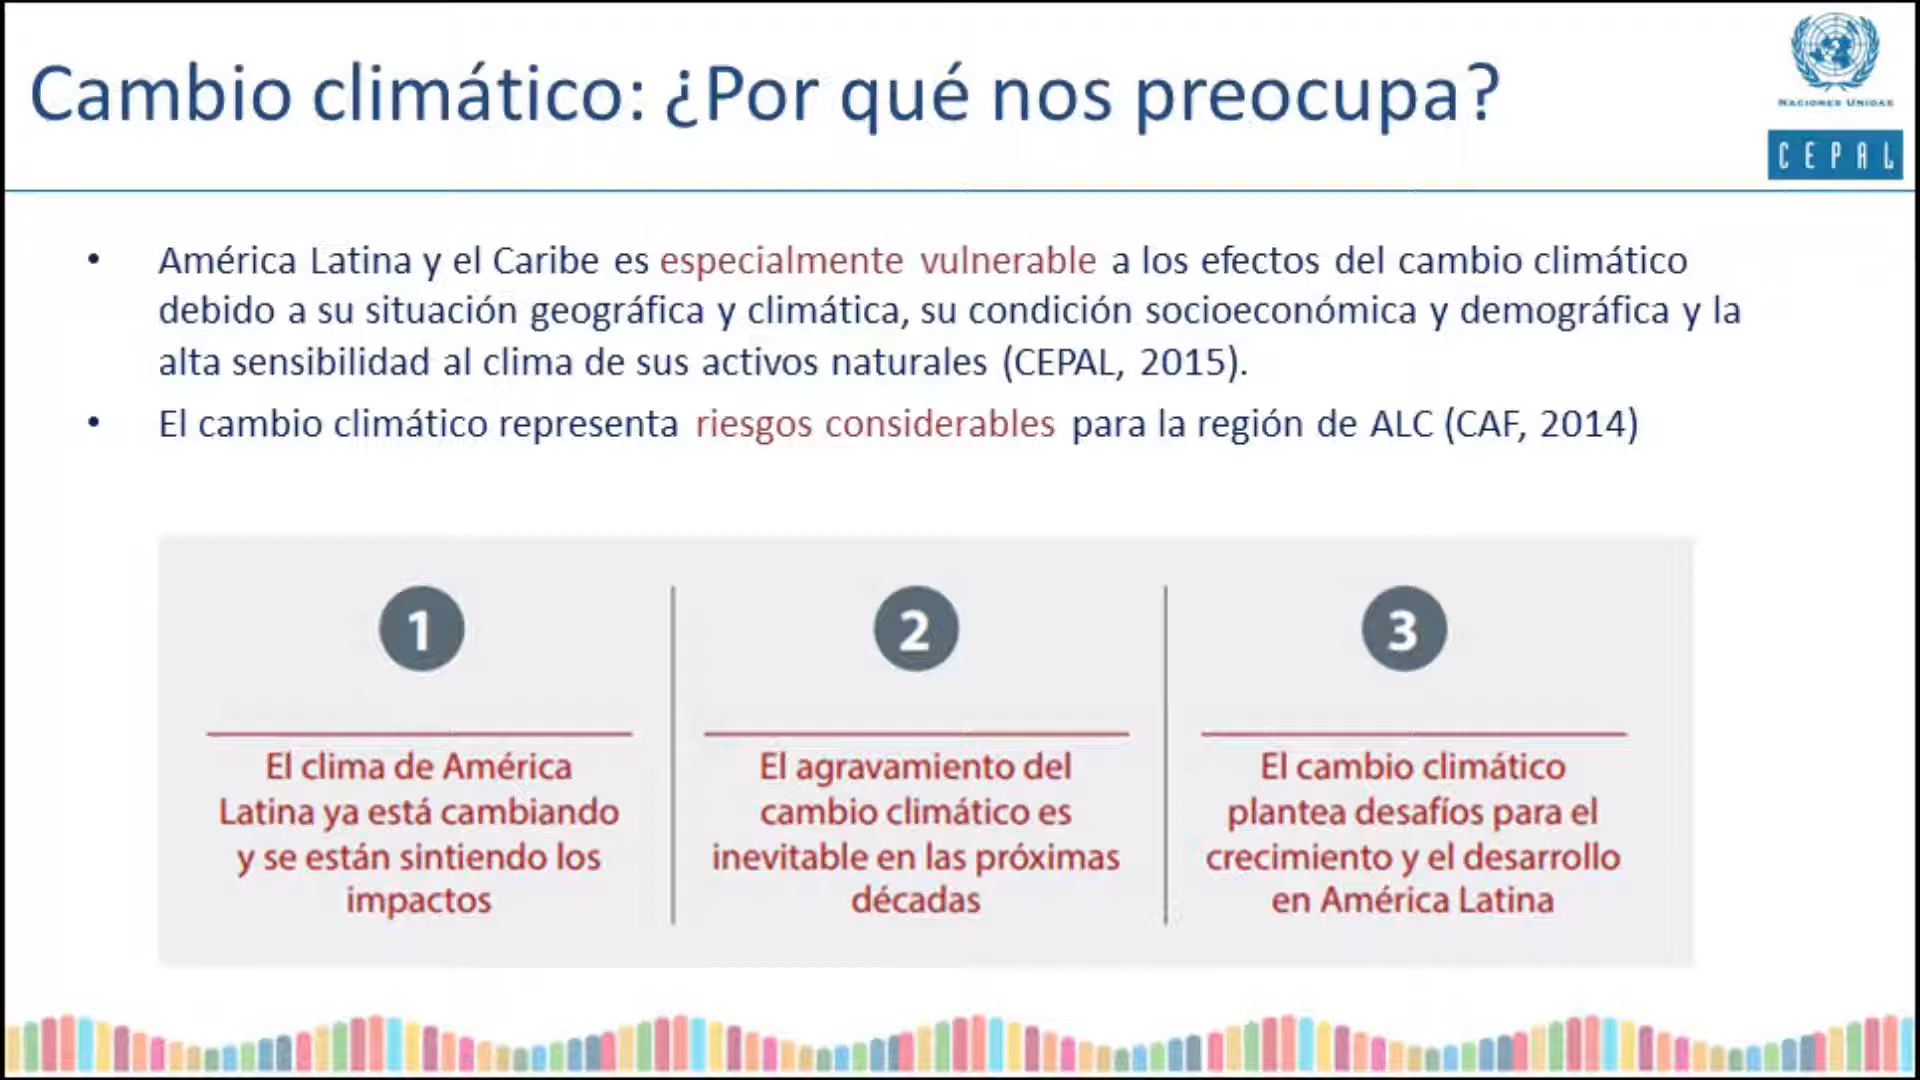 Cambio climático: ¿Por qué nos preocupa?
NACIONES UNIDAS
CEPAL
• América Latina y el Caribe es especialmente vulnerable a los efectos del cambio climático
debido a su situación geográfica y climática, su condición socioeconómica y demográfica y la
alta sensibilidad al clima de sus activos naturales (CEPAL, 2015).
• El cambio climático representa riesgos considerables para la región de ALC (CAF, 2014)
1
El clima de América
Latina ya está cambiando
y se están sintiendo los
impactos
2
El agravamiento del
cambio climático es
inevitable en las próximas
décadas
3
El cambio climático
plantea desafíos para el
crecimiento y el desarrollo
en América Latina